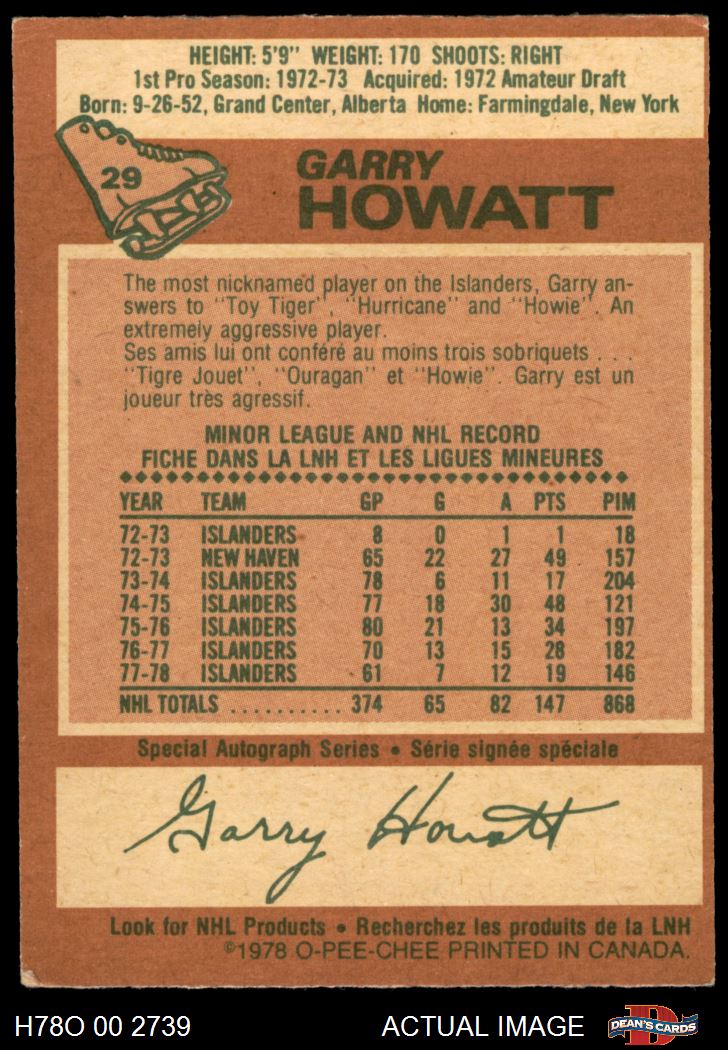 HEIGHT: 5'9" WEIGHT: 170 SHOOTS: RIGHT
1st Pro Season: 1972-73 Acquired: 1972 Amateur Draft
Born: 9-26-52, Grand Center, Alberta Home: Farmingdale, New York
29
GARRY
HOWATT
The most nicknamed player on the Islanders, Garry an-
swers to "Toy Tiger", "Hurricane" and "Howie". An
extremely aggressive player.
Ses amis lui ont conféré au moins trois sobriquets . . .
"Tigre Jouet", "Ouragan" et "Howie". Garry est un
joueur très agressif.
MINOR LEAGUE AND NHL RECORD
FICHE DANS LA LNH ET LES LIGUES MINEURES
YEAR TEAM GP G A PTS PIM
72-73 ISLANDERS 8 0 1 1 18
72-73 NEW HAVEN 65 22 27 49 157
73-74 ISLANDERS 78 6 11 17 204
74-75 ISLANDERS 77 18 30 48 121
75-76 ISLANDERS 80 21 13 34 197
76-77 ISLANDERS 70 13 15 28 182
77-78 ISLANDERS 61 7 12 19 146
NHL TOTALS .......... 374 65 82 147 868
Special Autograph Series • Série signée spéciale
Garry Howatt
Look for NHL Products • Recherchez les produits de la LNH
©1978 O-PEE-CHEE PRINTED IN CANADA.
H78O 00 2739 ACTUAL IMAGE D DEAN'S CARDS